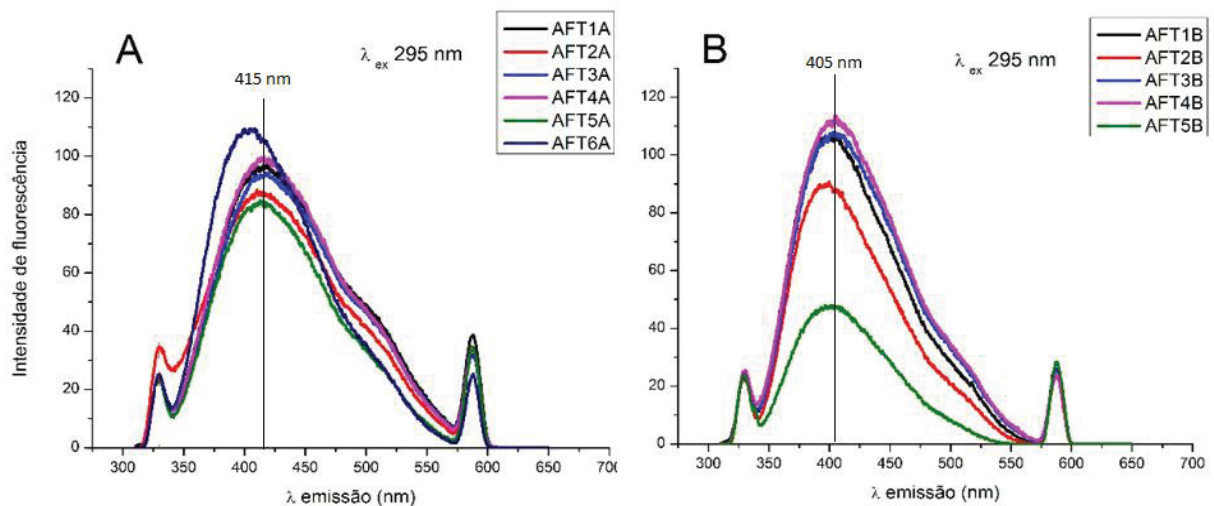 A
λ ex 295 nm
415 nm
AFT1A
AFT2A
AFT3A
AFT4A
AFT5A
AFT6A
Intensidade de fluorescência
120
100
80
60
40
20
0
300 350 400 450 500 550 600 650 700
λ emissão (nm)
B
λ ex 295 nm
405 nm
AFT1B
AFT2B
AFT3B
AFT4B
AFT5B
120
100
80
60
40
20
0
300 350 400 450 500 550 600 650 700
λ emissão (nm)